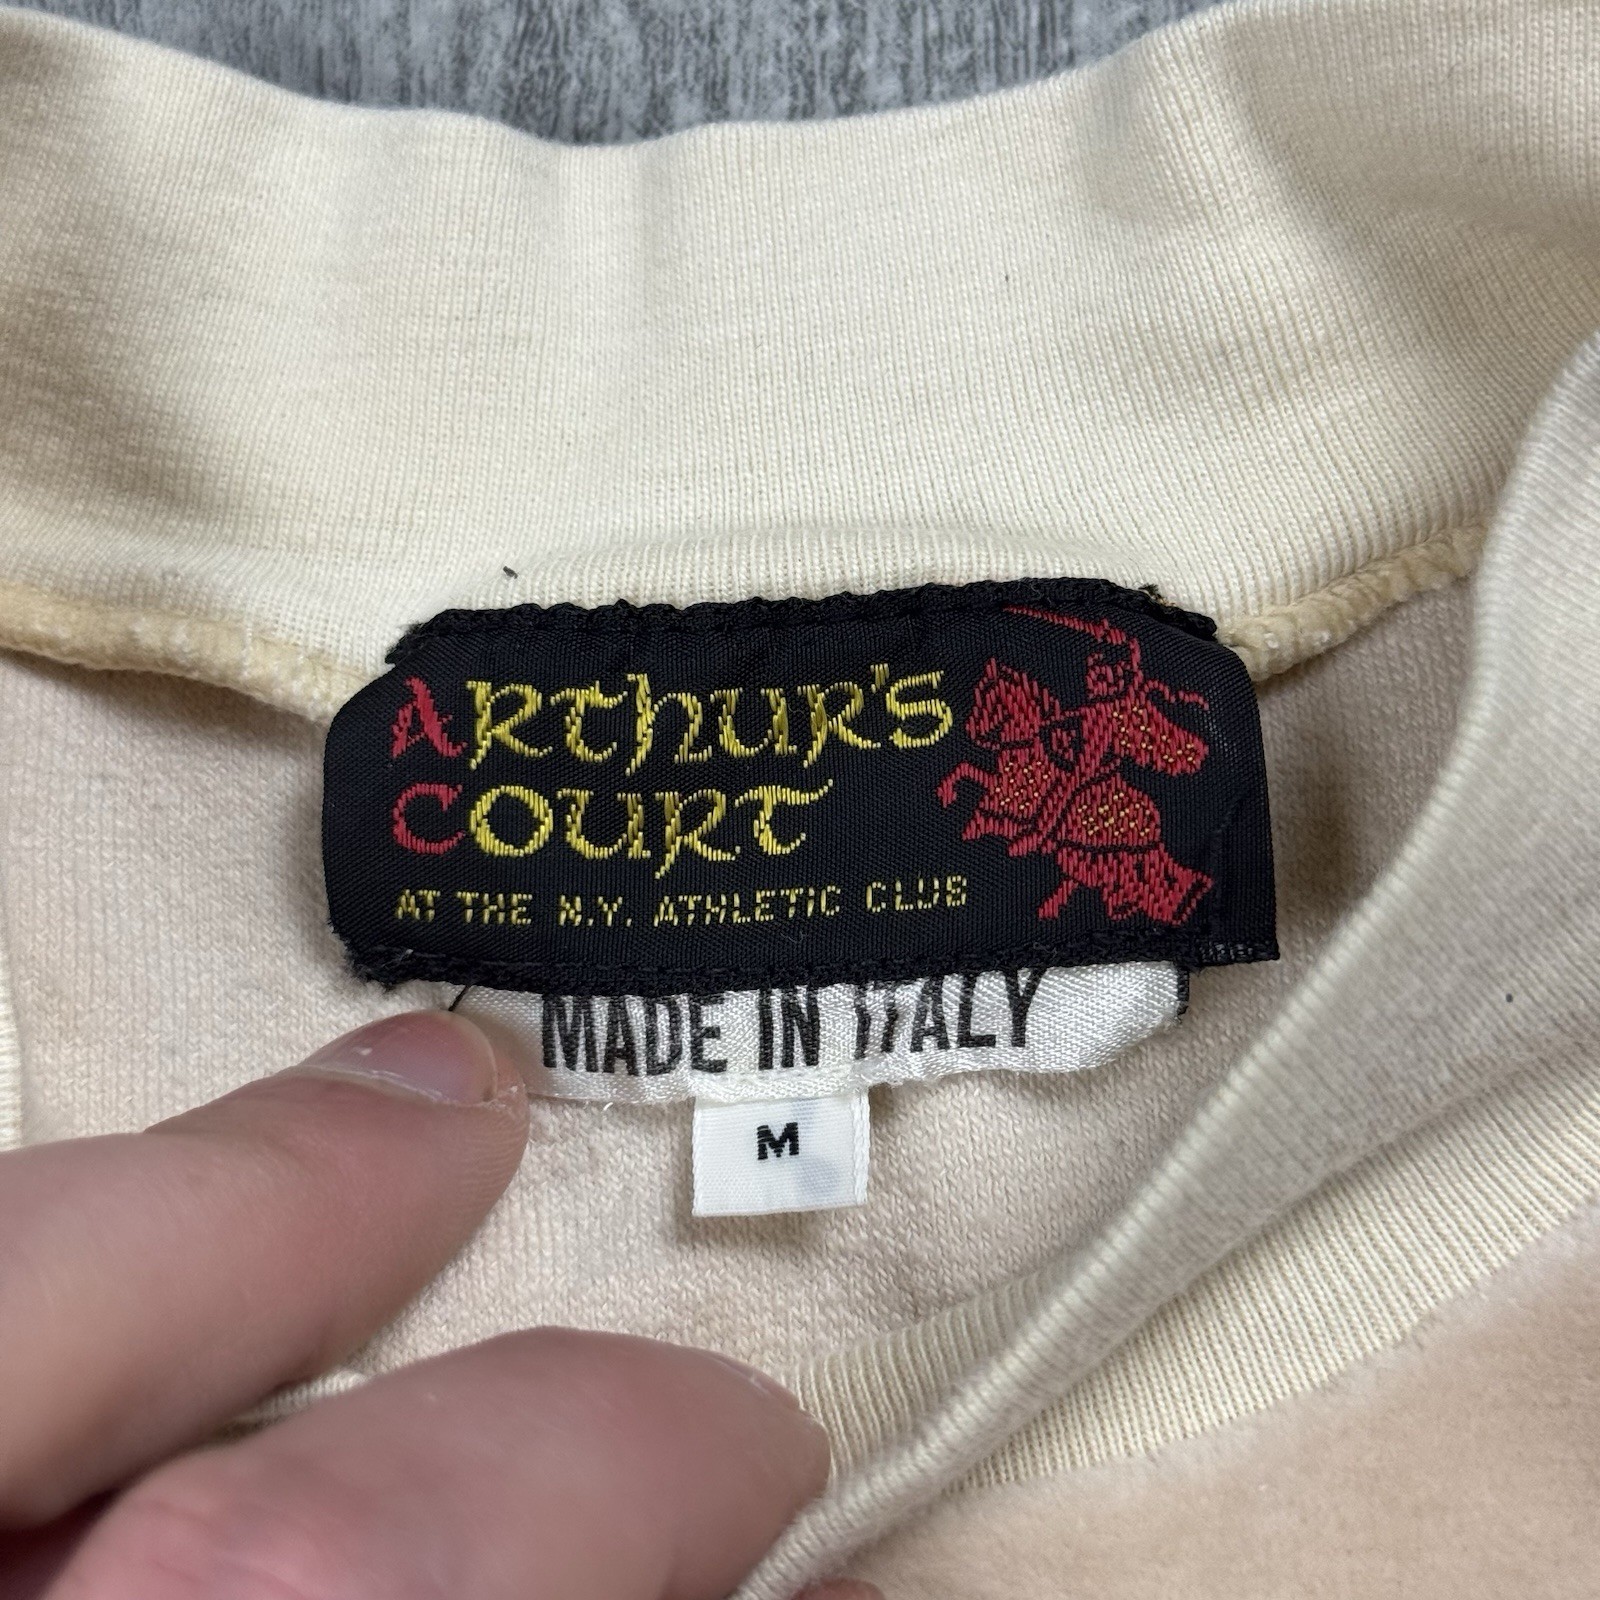 ARTHUR'S
COURT
AT THE N.Y. ATHLETIC CLUB
MADE IN ITALY
M